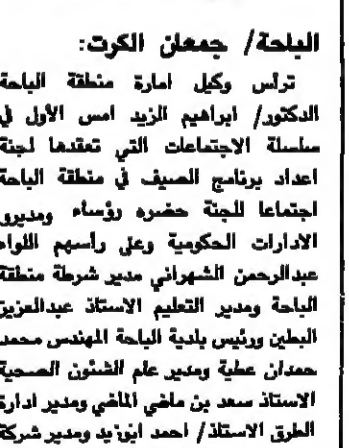 الباحة/ جمعان الكرت:
ترأس وكيل امارة منطقة الباحة
الدكتور/ ابراهيم الزيد امس الأول في
سلسلة الاجتماعات التي تعقدها لجنة
اعداد برنامج الصيف في منطقة الباحة
اجتماعا للجنة حضره رؤساء ومديرو
الادارات الحكومية وعلى رأسهم اللواء
عبدالرحمن الشهراني مدير شرطة منطقة
الباحة ومدير التعليم الاستاذ عبدالعزيز
البطين ورئيس بلدية الباحة المهندس محمد
حمدان عطية ومدير عام الشئون الصحية
الاستاذ سعد بن ماضي الماضي ومدير ادارة
الطرق الاستاذ/ احمد ابوزيد ومدير شركة